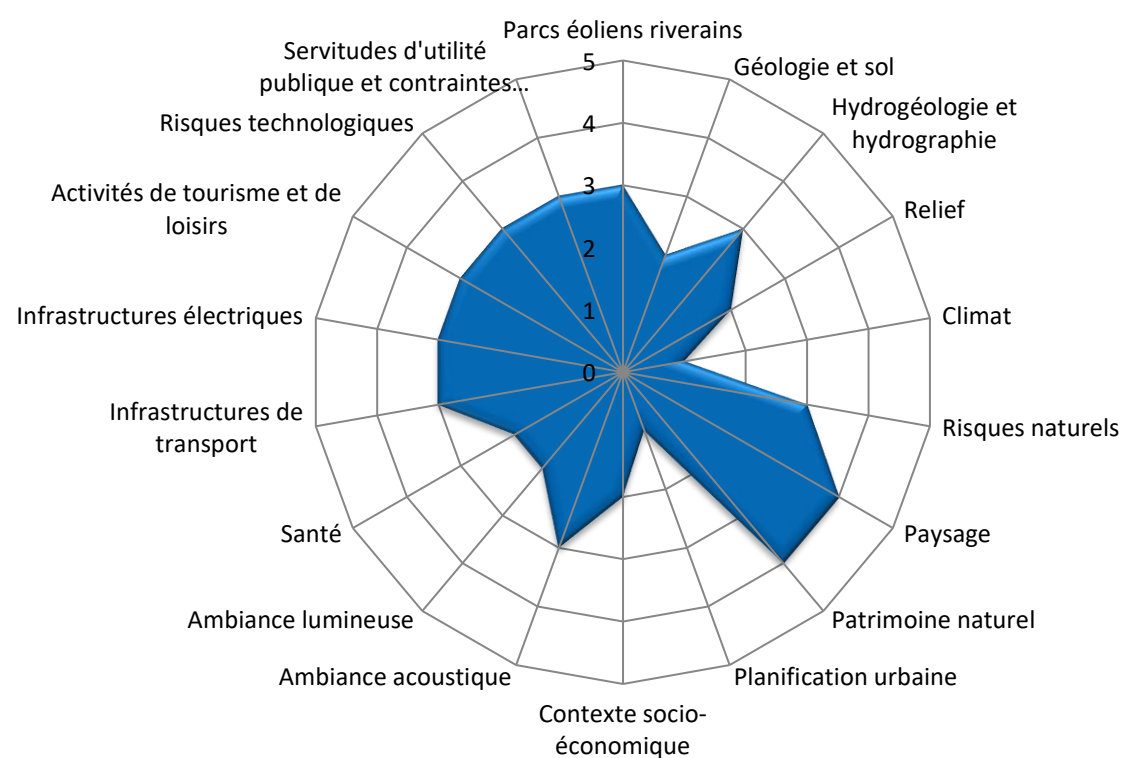 Parcs éoliens riverains
Géologie et sol
Hydrogéologie et
hydrographie
Relief
Climat
Risques naturels
Paysage
Patrimoine naturel
Planification urbaine
Contexte socio-
économique
Ambiance acoustique
Ambiance lumineuse
Santé
Infrastructures de
transport
Infrastructures électriques
Activités de tourisme et de
loisirs
Risques technologiques
Servitudes d'utilité
publique et contraintes...
5
4
3
2
1
0